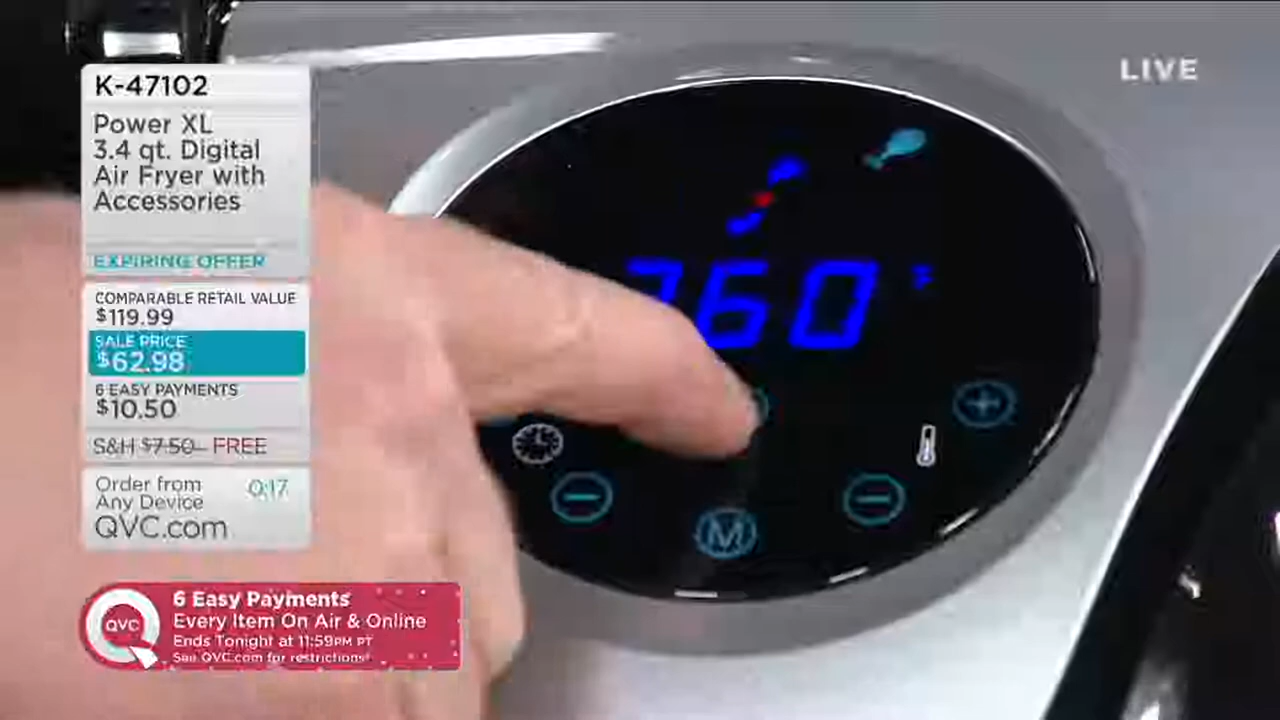 K-47102
Power XL
3.4 qt. Digital
Air Fryer with
Accessories
EXPIRING OFFER
COMPARABLE RETAIL VALUE
$119.99
SALE PRICE
$62.98
6 EASY PAYMENTS
$10.50
S&H $7.50 FREE
Order from
Any Device
0:17
QVC.com
QVC
6 Easy Payments
Every Item On Air & Online
Ends Tonight at 11:59PM PT
See QVC.com for restrictions*
LIVE
360 °F
M